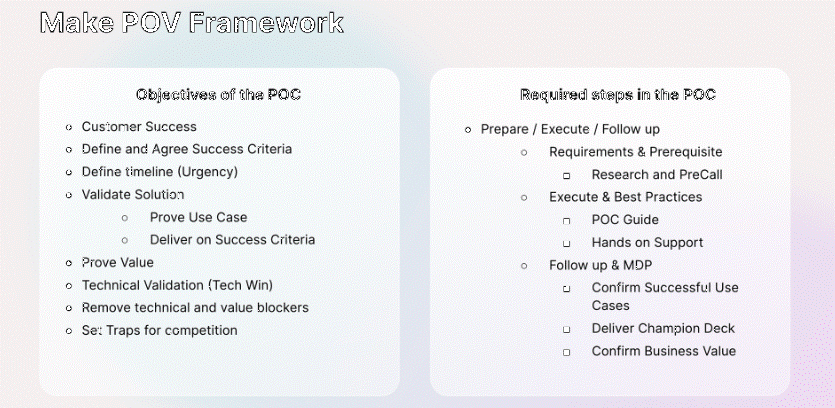 Make POV Framework
Objectives of the POC
Customer Success
Define and Agree Success Criteria
Define timeline (Urgency)
Validate Solution
Prove Use Case
Deliver on Success Criteria
Prove Value
Technical Validation (Tech Win)
Remove technical and value blockers
Set Traps for competition
Required steps in the POC
Prepare / Execute / Follow up
Requirements & Prerequisite
Research and PreCall
Execute & Best Practices
POC Guide
Hands on Support
Follow up & MDP
Confirm Successful Use
Cases
Deliver Champion Deck
Confirm Business Value